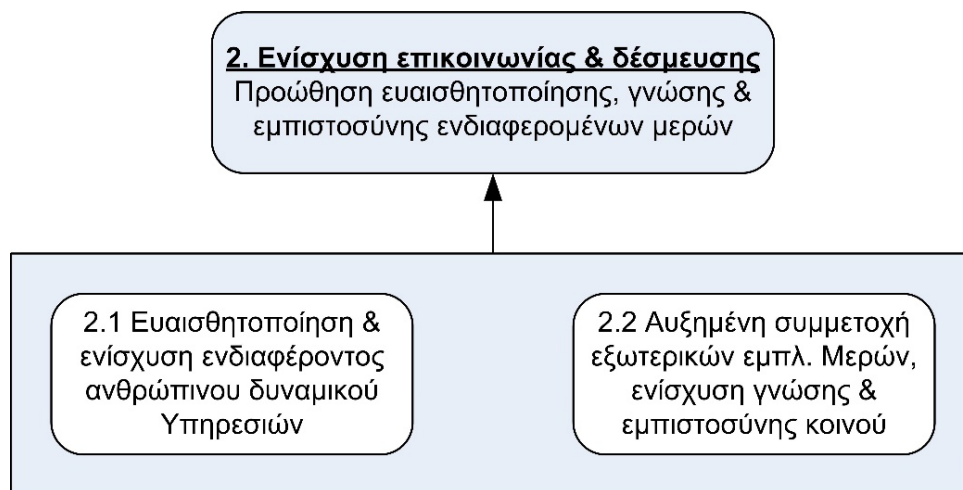 2. Ενίσχυση επικοινωνίας & δέσμευσης
Προώθηση ευαισθητοποίησης, γνώσης &
εμπιστοσύνης ενδιαφερομένων μερών
2.1 Ευαισθητοποίηση &
ενίσχυση ενδιαφέροντος
ανθρώπινου δυναμικού
Υπηρεσιών
2.2 Αυξημένη συμμετοχή
εξωτερικών εμπλ. Μερών,
ενίσχυση γνώσης &
εμπιστοσύνης κοινού